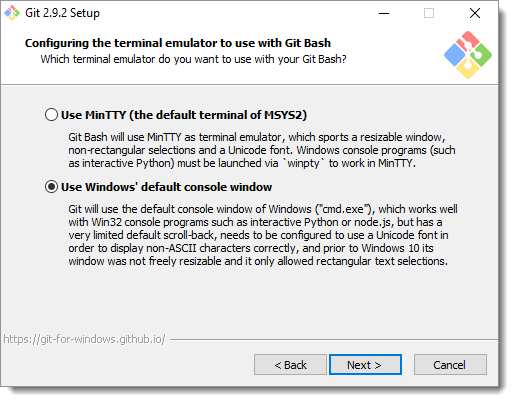 Git 2.9.2 Setup
Configuring the terminal emulator to use with Git Bash
Which terminal emulator do you want to use with your Git Bash?
Use MinTTY (the default terminal of MSYS2)
Git Bash will use MinTTY as terminal emulator, which sports a resizable window,
non-rectangular selections and a Unicode font. Windows console programs (such
as interactive Python) must be launched via `winpty` to work in MinTTY.
Use Windows' default console window
Git will use the default console window of Windows ("cmd.exe"), which works well
with Win32 console programs such as interactive Python or node.js, but has a
very limited default scroll-back, needs to be configured to use a Unicode font in
order to display non-ASCII characters correctly, and prior to Windows 10 its
window was not freely resizable and it only allowed rectangular text selections.
https://git-for-windows.github.io/
< Back
Next >
Cancel